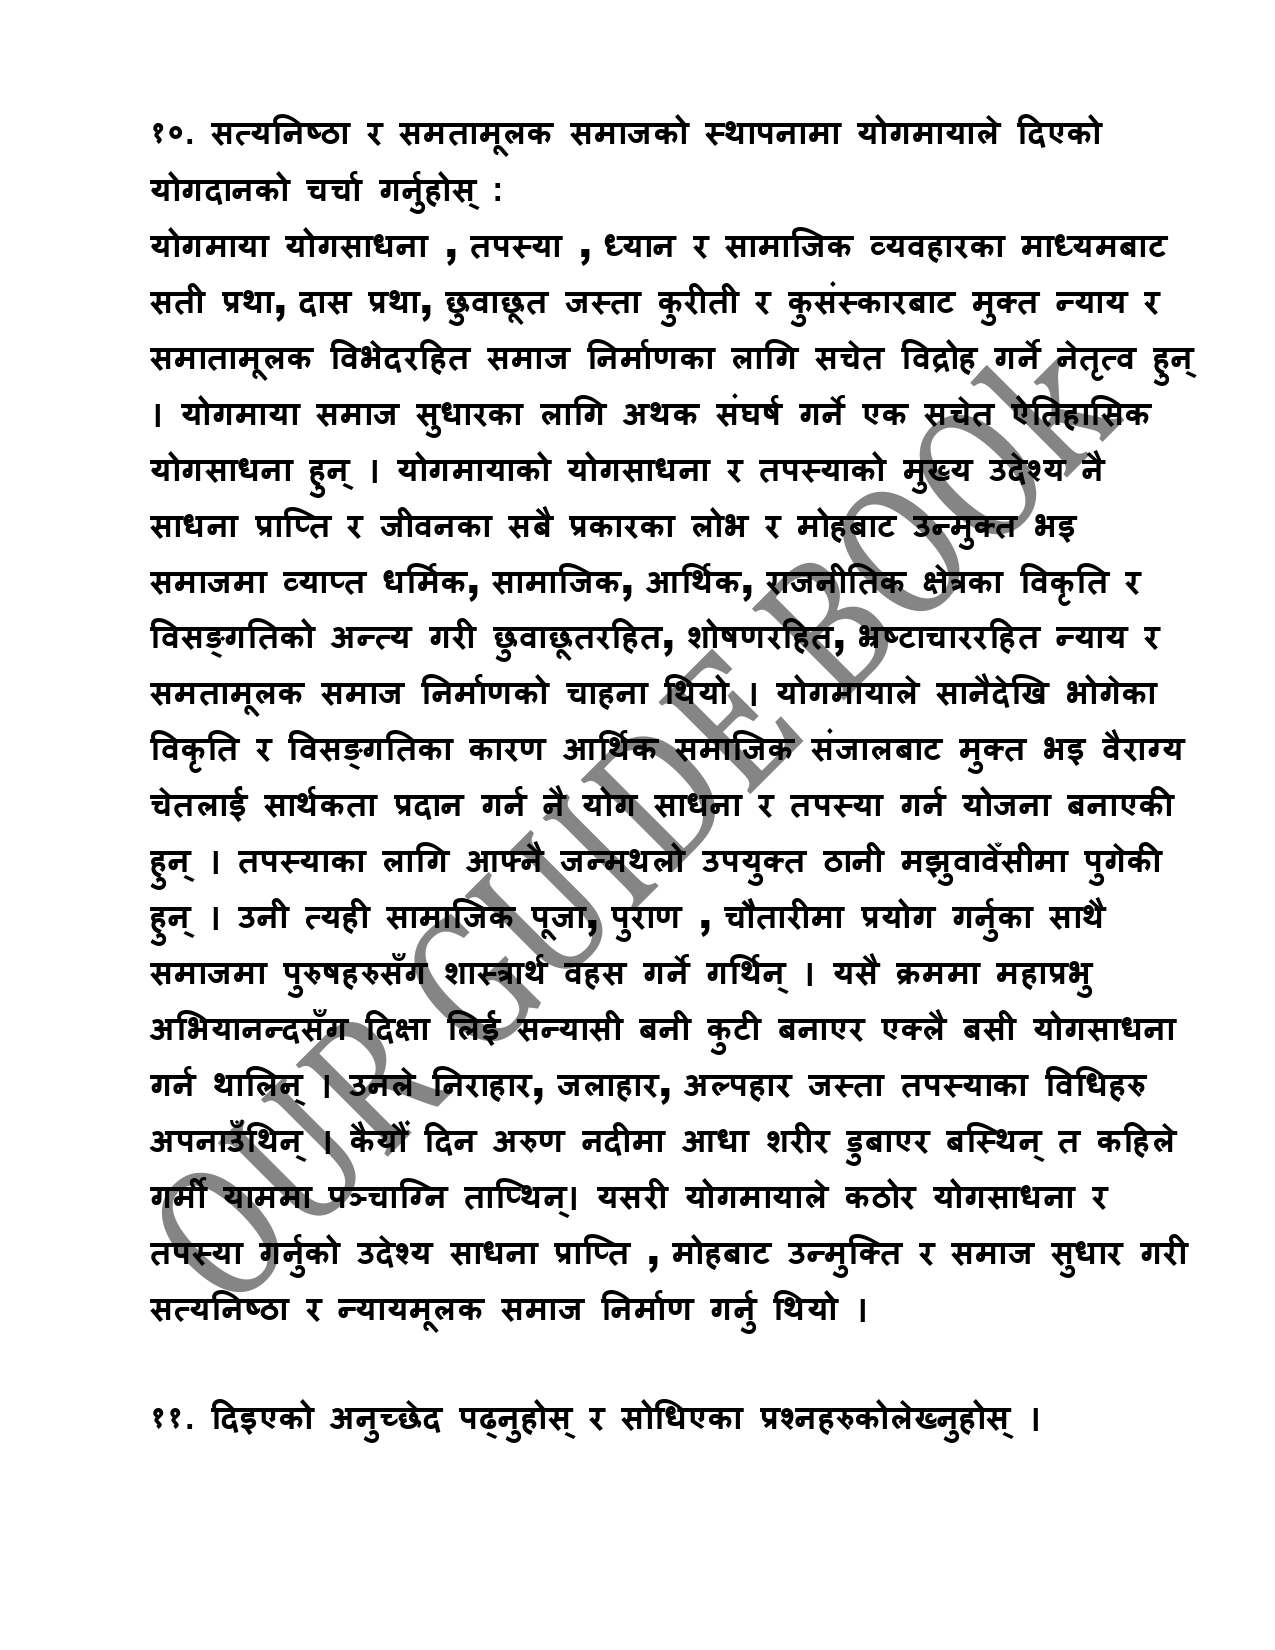 १०. सत्यनिष्ठा र समतामूलक समाजको स्थापनामा योगमायाले दिएको
योगदानको चर्चा गर्नुहोस् :
योगमाया योगसाधना , तपस्या , ध्यान र सामाजिक व्यवहारका माध्यमबाट
सती प्रथा, दास प्रथा, छुवाछूत जस्ता कुरीती र कुसंस्कारबाट मुक्त न्याय र
समातामूलक विभेदरहित समाज निर्माणका लागि सचेत विद्रोह गर्ने नेतृत्व हुन्
। योगमाया समाज सुधारका लागि अथक संघर्ष गर्ने एक सचेत ऐतिहासिक
योगसाधना हुन् । योगमायाको योगसाधना र तपस्याको मुख्य उदेश्य नै
साधना प्राप्ति र जीवनका सबै प्रकारका लोभ र मोहबाट उन्मुक्त भइ
समाजमा व्याप्त धर्मिक, सामाजिक, आर्थिक, राजनीतिक क्षेत्रका विकृति र
विसङ्गतिको अन्त्य गरी छुवाछूतरहित, शोषणरहित, भ्रष्टाचाररहित न्याय र
समतामूलक समाज निर्माणको चाहना थियो । योगमायाले सानैदेखि भोगेका
विकृति र विसङ्गतिका कारण आर्थिक समाजिक संजालबाट मुक्त भइ वैराग्य
चेतलाई सार्थकता प्रदान गर्न नै योग साधना र तपस्या गर्न योजना बनाएकी
हुन् । तपस्याका लागि आफ्नै जन्मथलो उपयुक्त ठानी मझुवावेँसीमा पुगेकी
हुन् । उनी त्यही सामाजिक पूजा, पुराण , चौतारीमा प्रयोग गर्नुका साथै
समाजमा पुरुषहरुसँग शास्त्रार्थ वहस गर्ने गर्थिन् । यसै क्रममा महाप्रभु
अभियानन्दसँग दिक्षा लिई सन्यासी बनी कुटी बनाएर एक्लै बसी योगसाधना
गर्न थालिन् । उनले निराहार, जलाहार, अल्पहार जस्ता तपस्याका विधिहरु
अपनाउँथिन् । कैयौं दिन अरुण नदीमा आधा शरीर डुबाएर बस्थिन् त कहिले
गर्मी याममा पञ्चाग्नि ताप्थिन्। यसरी योगमायाले कठोर योगसाधना र
तपस्या गर्नुको उदेश्य साधना प्राप्ति , मोहबाट उन्मुक्ति र समाज सुधार गरी
सत्यनिष्ठा र न्यायमूलक समाज निर्माण गर्नु थियो ।
११. दिइएको अनुच्छेद पढ्नुहोस् र सोधिएका प्रश्नहरुकोलेख्नुहोस् ।
OUR GUIDE BOOK